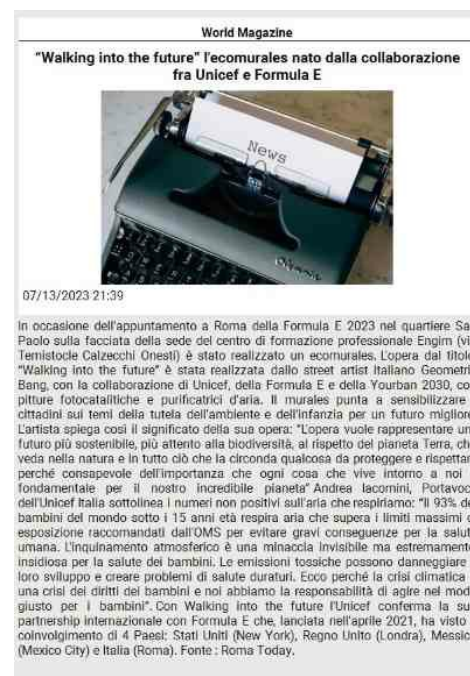 World Magazine
“Walking into the future” l’ecomurales nato dalla collaborazione
fra Unicef e Formula E
News
Olympia
07/13/2023 21:39
In occasione dell'appuntamento a Roma della Formula E 2023 nel quartiere Sa
Paolo sulla facciata della sede del centro di formazione professionale Engim (vi
Temistocle Calzecchi Onesti) è stato realizzato un ecomurales. L'opera dal titol
“Walking into the future” è stata realizzata dallo street artist italiano Geometri
Bang, con la collaborazione di Unicef, della Formula E e della Yourban 2030, co
pitture fotocatalitiche e purificatrici d'aria. Il murales punta a sensibilizzare
cittadini sui temi della tutela dell'ambiente e dell'infanzia per un futuro miglior
L'artista spiega così il significato della sua opera: “L'opera vuole rappresentare un
futuro più sostenibile, più attento alla biodiversità, al rispetto del pianeta Terra, ch
veda nella natura e in tutto ciò che la circonda qualcosa da proteggere e rispettar
perché consapevole dell'importanza che ogni cosa che vive intorno a noi
fondamentale per il nostro incredibile pianeta” Andrea Iacomini, Portavoc
dell'Unicef Italia sottolinea i numeri non positivi sull'aria che respiriamo: “Il 93% de
bambini del mondo sotto i 15 anni età respira aria che supera i limiti massimi d
esposizione raccomandati dall'OMS per evitare gravi conseguenze per la salut
umana. L'inquinamento atmosferico è una minaccia invisibile ma estremament
insidiosa per la salute dei bambini. Le emissioni tossiche possono danneggiare
loro sviluppo e creare problemi di salute duraturi. Ecco perché la crisi climatica
una crisi dei diritti dei bambini e noi abbiamo la responsabilità di agire nel mod
giusto per i bambini”. Con Walking into the future l'Unicef conferma la su
partnership internazionale con Formula E che, lanciata nell'aprile 2021, ha visto
coinvolgimento di 4 Paesi: Stati Uniti (New York), Regno Unito (Londra), Messic
(Mexico City) e Italia (Roma). Fonte : Roma Today.